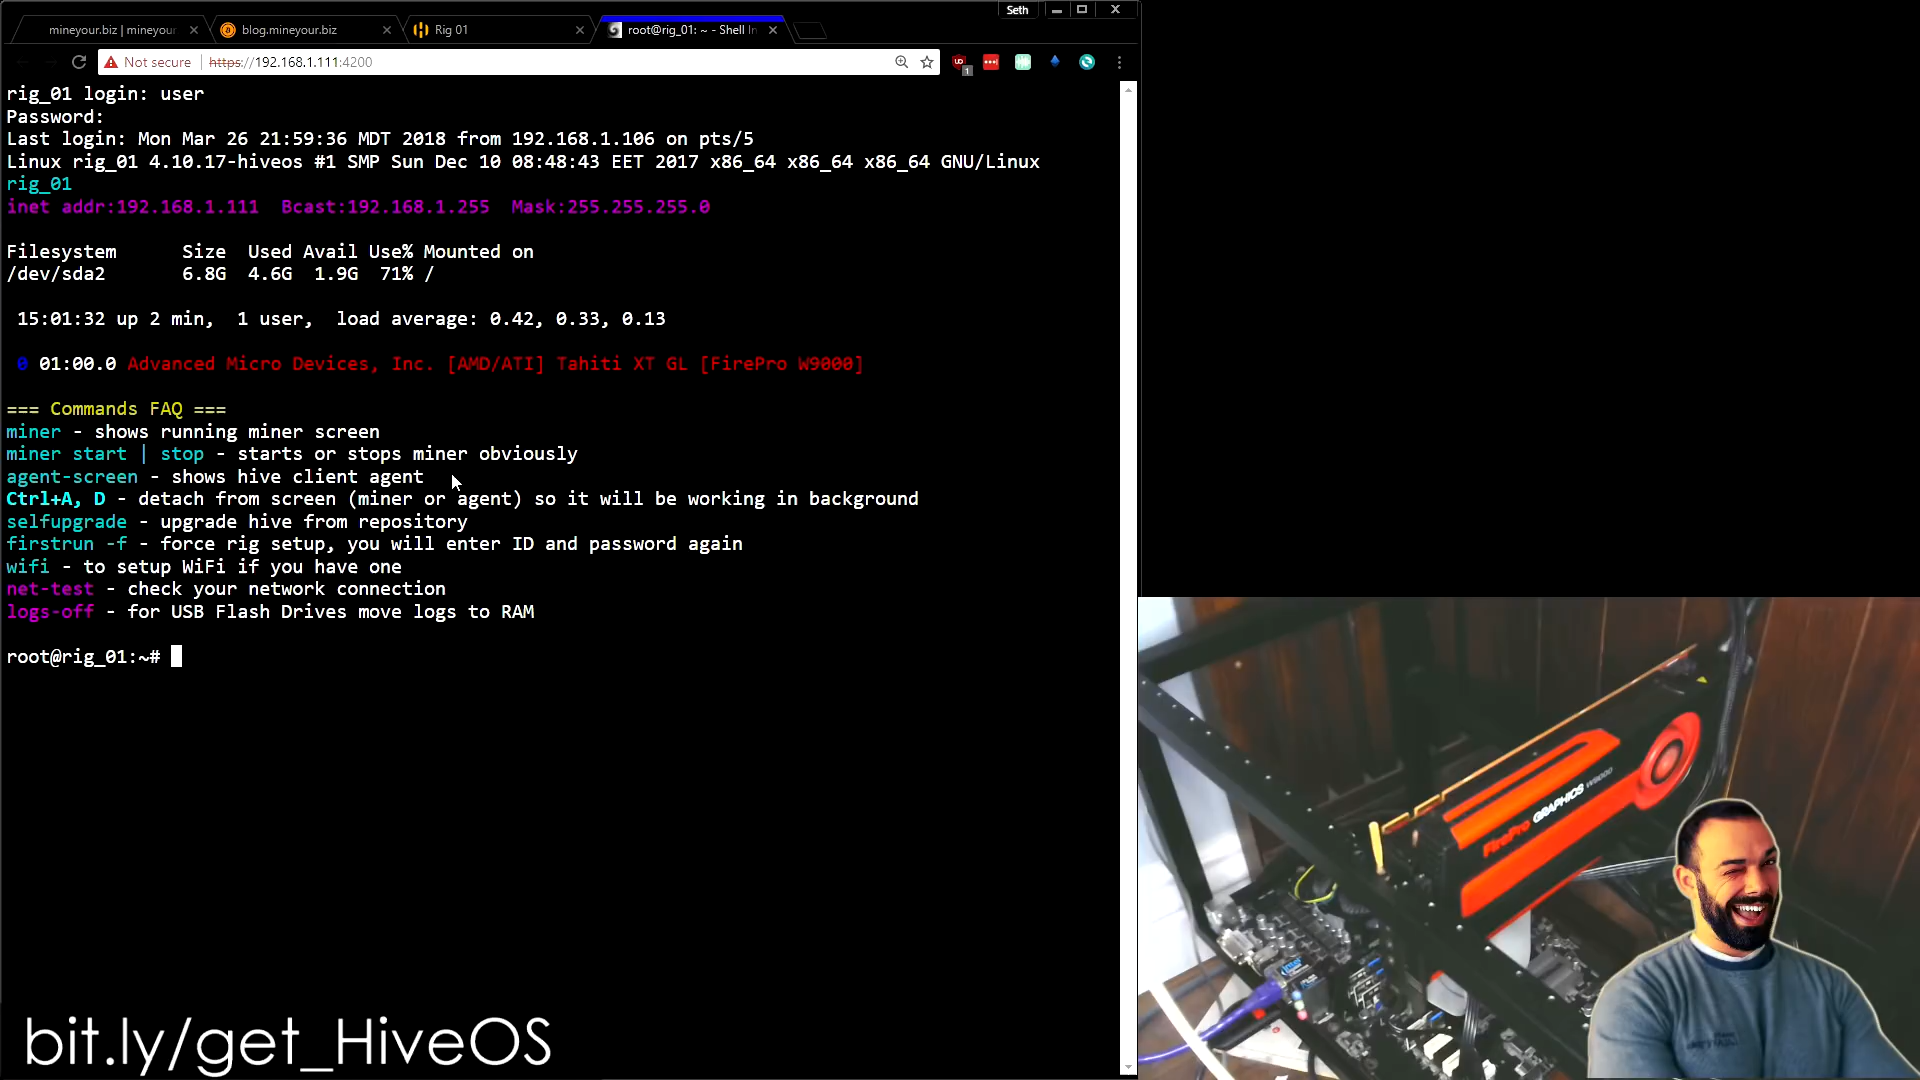 Seth
mineyour.biz | mineyour
blog.mineyour.biz
Rig 01
root@rig_01: ~ - Shell In
Not secure
https://192.168.1.111:4200
rig_01 login: user
Password:
Last login: Mon Mar 26 21:59:36 MDT 2018 from 192.168.1.106 on pts/5
Linux rig_01 4.10.17-hiveos #1 SMP Sun Dec 10 08:48:43 EET 2017 x86_64 x86_64 x86_64 GNU/Linux
rig_01
inet addr:192.168.1.111  Bcast:192.168.1.255  Mask:255.255.255.0
Filesystem      Size  Used Avail Use% Mounted on
/dev/sda2       6.8G  4.6G  1.9G  71% /
15:01:32 up 2 min,  1 user,  load average: 0.42, 0.33, 0.13
0 01:00.0 Advanced Micro Devices, Inc. [AMD/ATI] Tahiti XT GL [FirePro W9000]
=== Commands FAQ ===
miner - shows running miner screen
miner start | stop - starts or stops miner obviously
agent-screen - shows hive client agent
Ctrl+A, D - detach from screen (miner or agent) so it will be working in background
selfupgrade - upgrade hive from repository
firstrun -f - force rig setup, you will enter ID and password again
wifi - to setup WiFi if you have one
net-test - check your network connection
logs-off - for USB Flash Drives move logs to RAM
root@rig_01:~#
FirePro GRAPHICS W9000
bit.ly/get_HiveOS